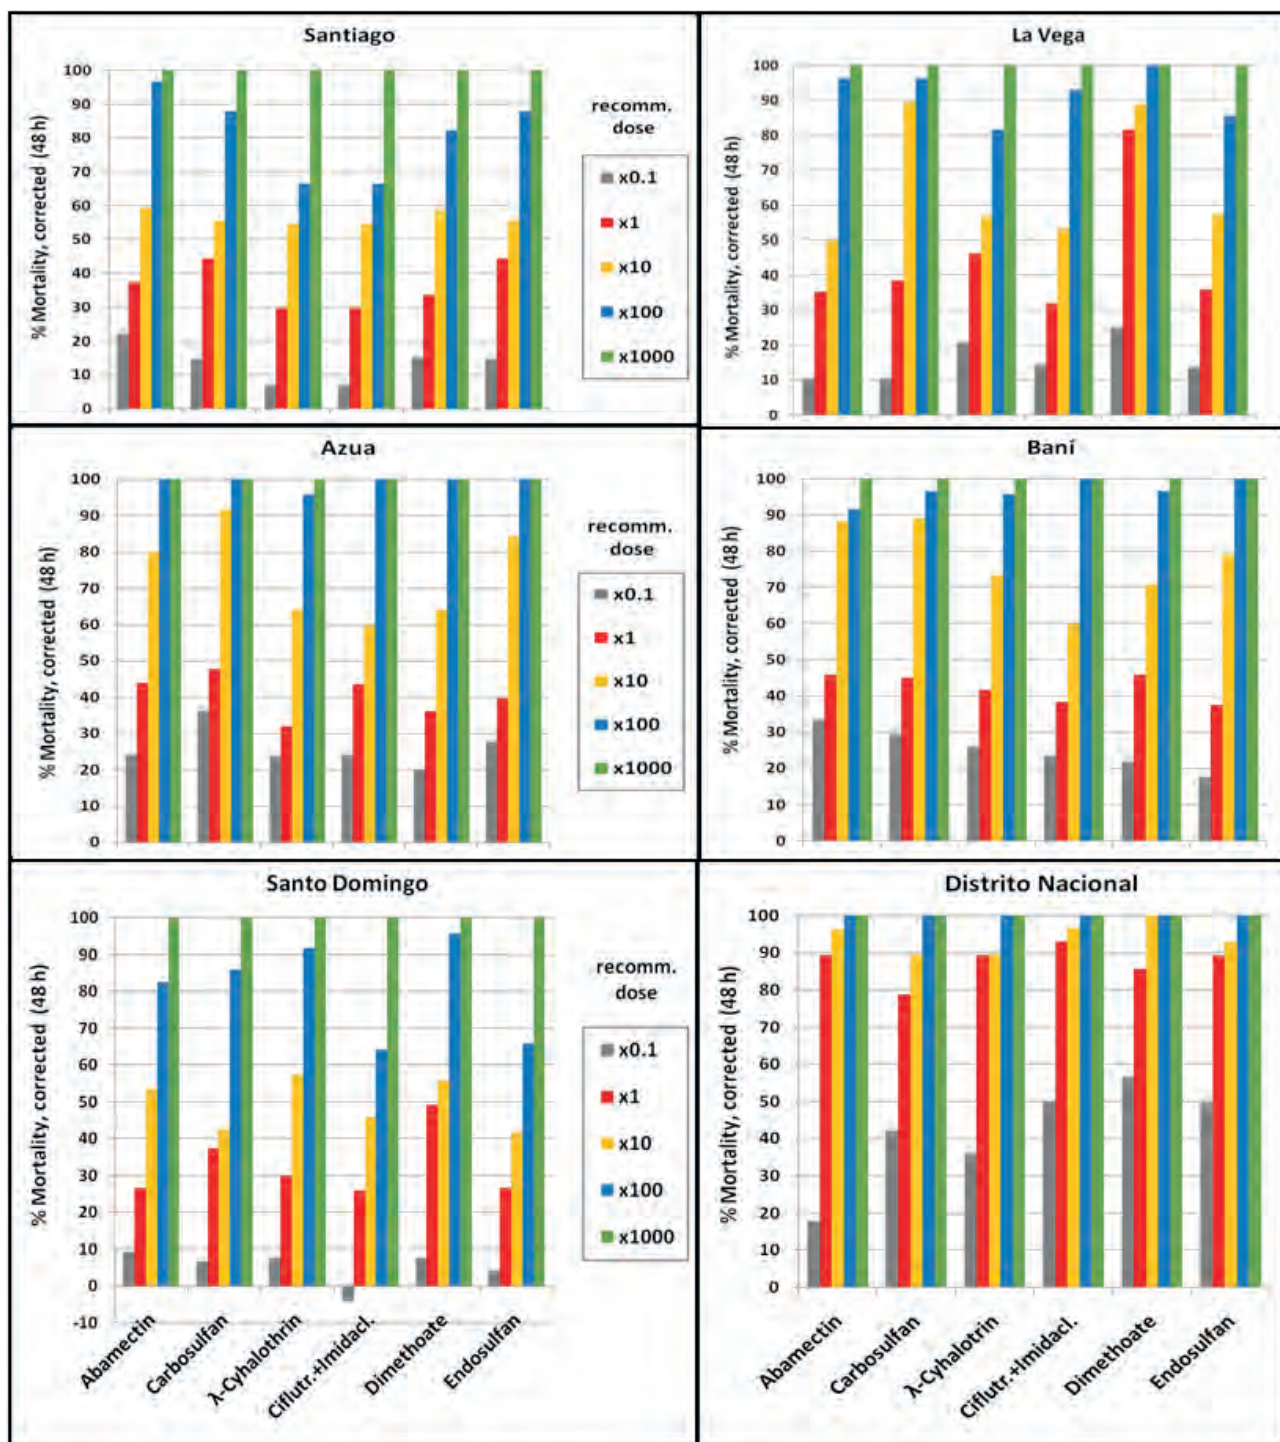 Santiago
% Mortality, corrected (48 h)
100
90
80
70
60
50
40
30
20
10
0
recomm.
dose
x0.1
x1
x10
x100
x1000
La Vega
% Mortality, corrected (48 h)
100
90
80
70
60
50
40
30
20
10
0
Azua
% Mortality, corrected (48 h)
100
90
80
70
60
50
40
30
20
10
0
recomm.
dose
x0.1
x1
x10
x100
x1000
Baní
% Mortality, corrected (48 h)
100
90
80
70
60
50
40
30
20
10
0
Santo Domingo
% Mortality, corrected (48 h)
100
90
80
70
60
50
40
30
20
10
0
-10
Abamectin
Carbosulfan
λ-Cyhalothrin
Ciflutr.+Imidacl.
Dimethoate
Endosulfan
recomm.
dose
x0.1
x1
x10
x100
x1000
Distrito Nacional
% Mortality, corrected (48 h)
100
90
80
70
60
50
40
30
20
10
0
Abamectin
Carbosulfan
λ-Cyhalotrin
Ciflutr.+Imidacl.
Dimethoate
Endosulfan